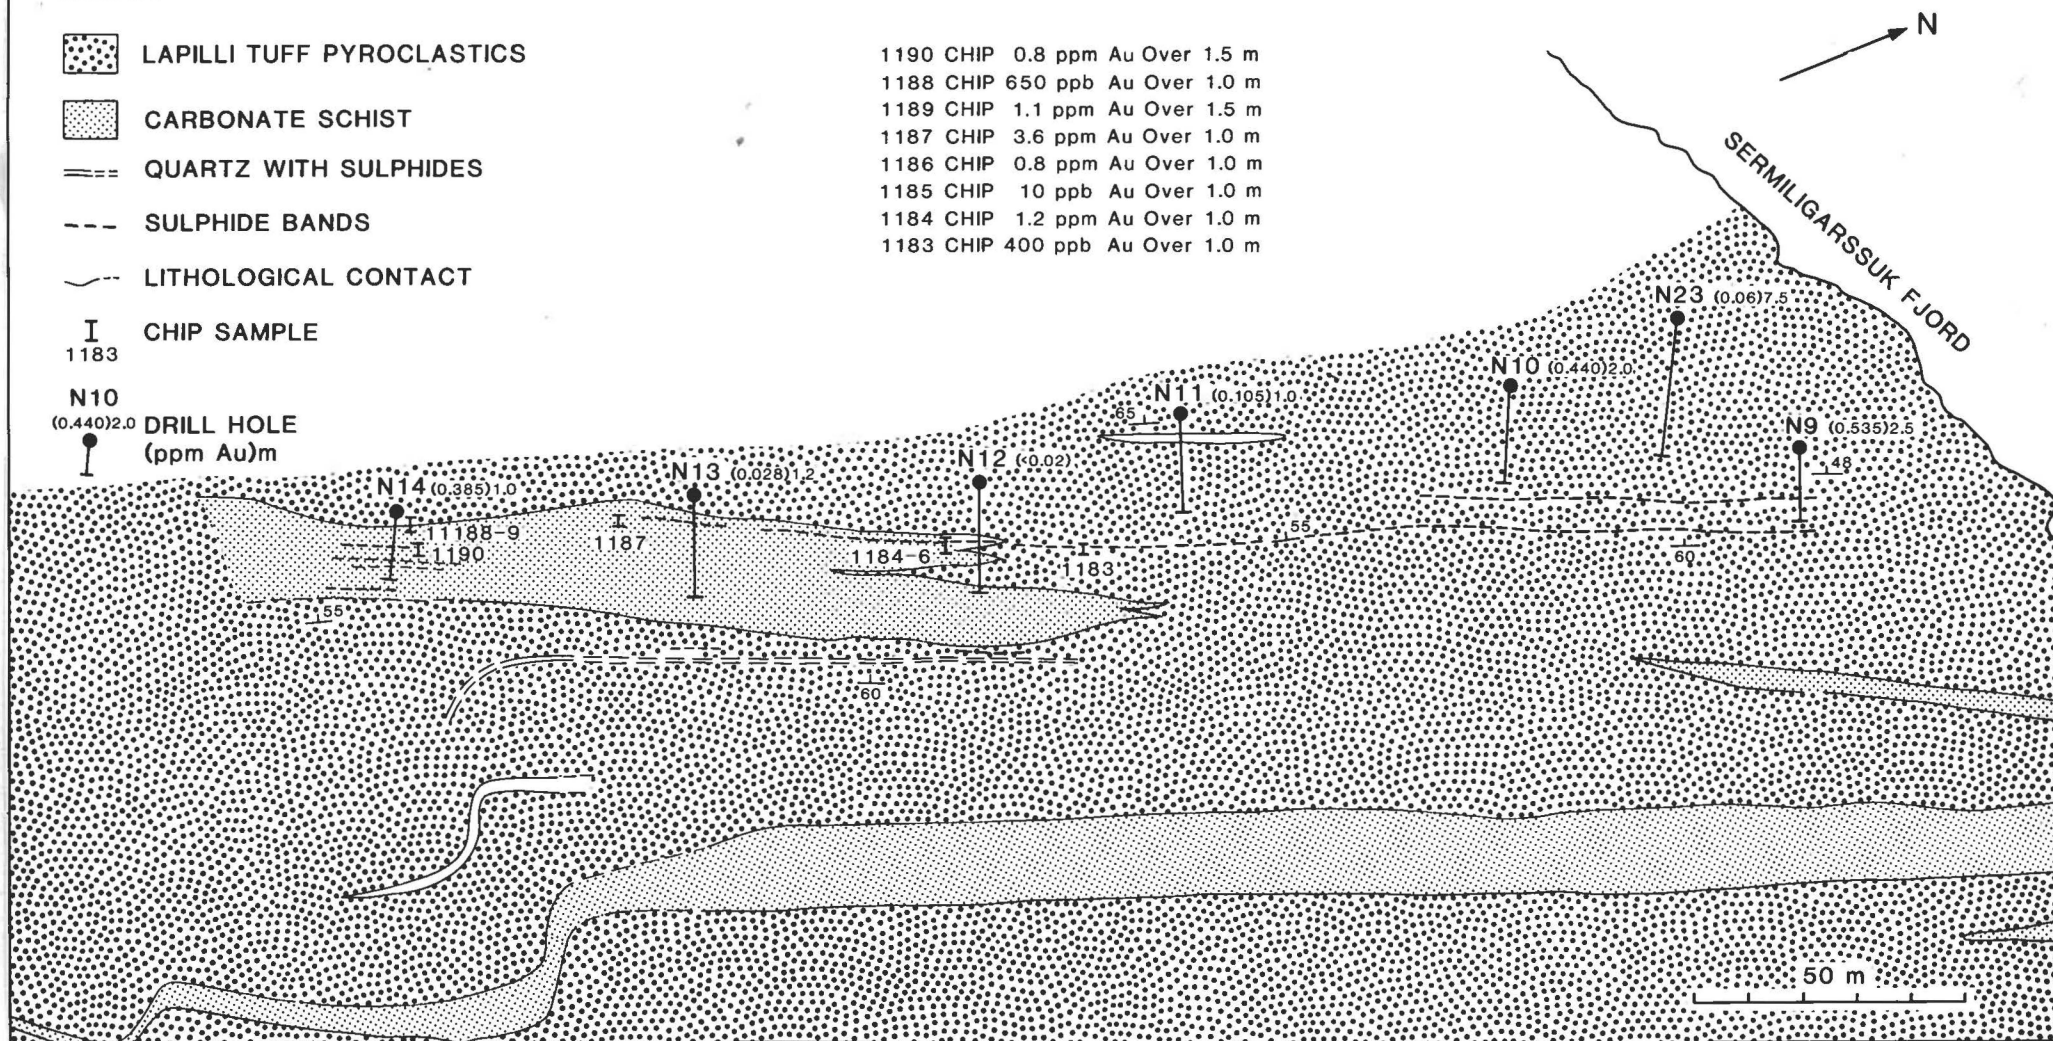 LAPILLI TUFF PYROCLASTICS
CARBONATE SCHIST
QUARTZ WITH SULPHIDES
SULPHIDE BANDS
LITHOLOGICAL CONTACT
CHIP SAMPLE
1183
N10
(0.440)2.0 DRILL HOLE
(ppm Au)m
1190 CHIP 0.8 ppm Au Over 1.5 m
1188 CHIP 650 ppb Au Over 1.0 m
1189 CHIP 1.1 ppm Au Over 1.5 m
1187 CHIP 3.6 ppm Au Over 1.0 m
1186 CHIP 0.8 ppm Au Over 1.0 m
1185 CHIP 10 ppb Au Over 1.0 m
1184 CHIP 1.2 ppm Au Over 1.0 m
1183 CHIP 400 ppb Au Over 1.0 m
N
SERMILIGARSSUK FJORD
N23 (0.06)7.5
N10 (0.440)2.0
N11 (0.105)1.0
65
N9 (0.535)2.5
48
N12 (<0.02)
N13 (0.028)1.2
N14 (0.385)1.0
11188-9
1190
1187
1184-6
1183
55
60
55
60
50 m